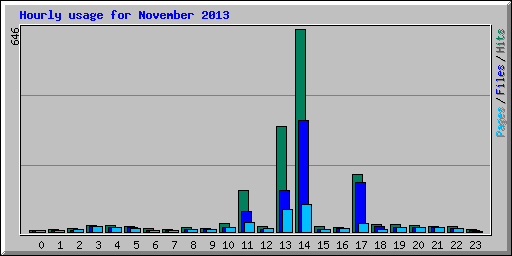 Hourly usage for November 2013
646
Pages/Files/Hits
0 1 2 3 4 5 6 7 8 9 10 11 12 13 14 15 16 17 18 19 20 21 22 23